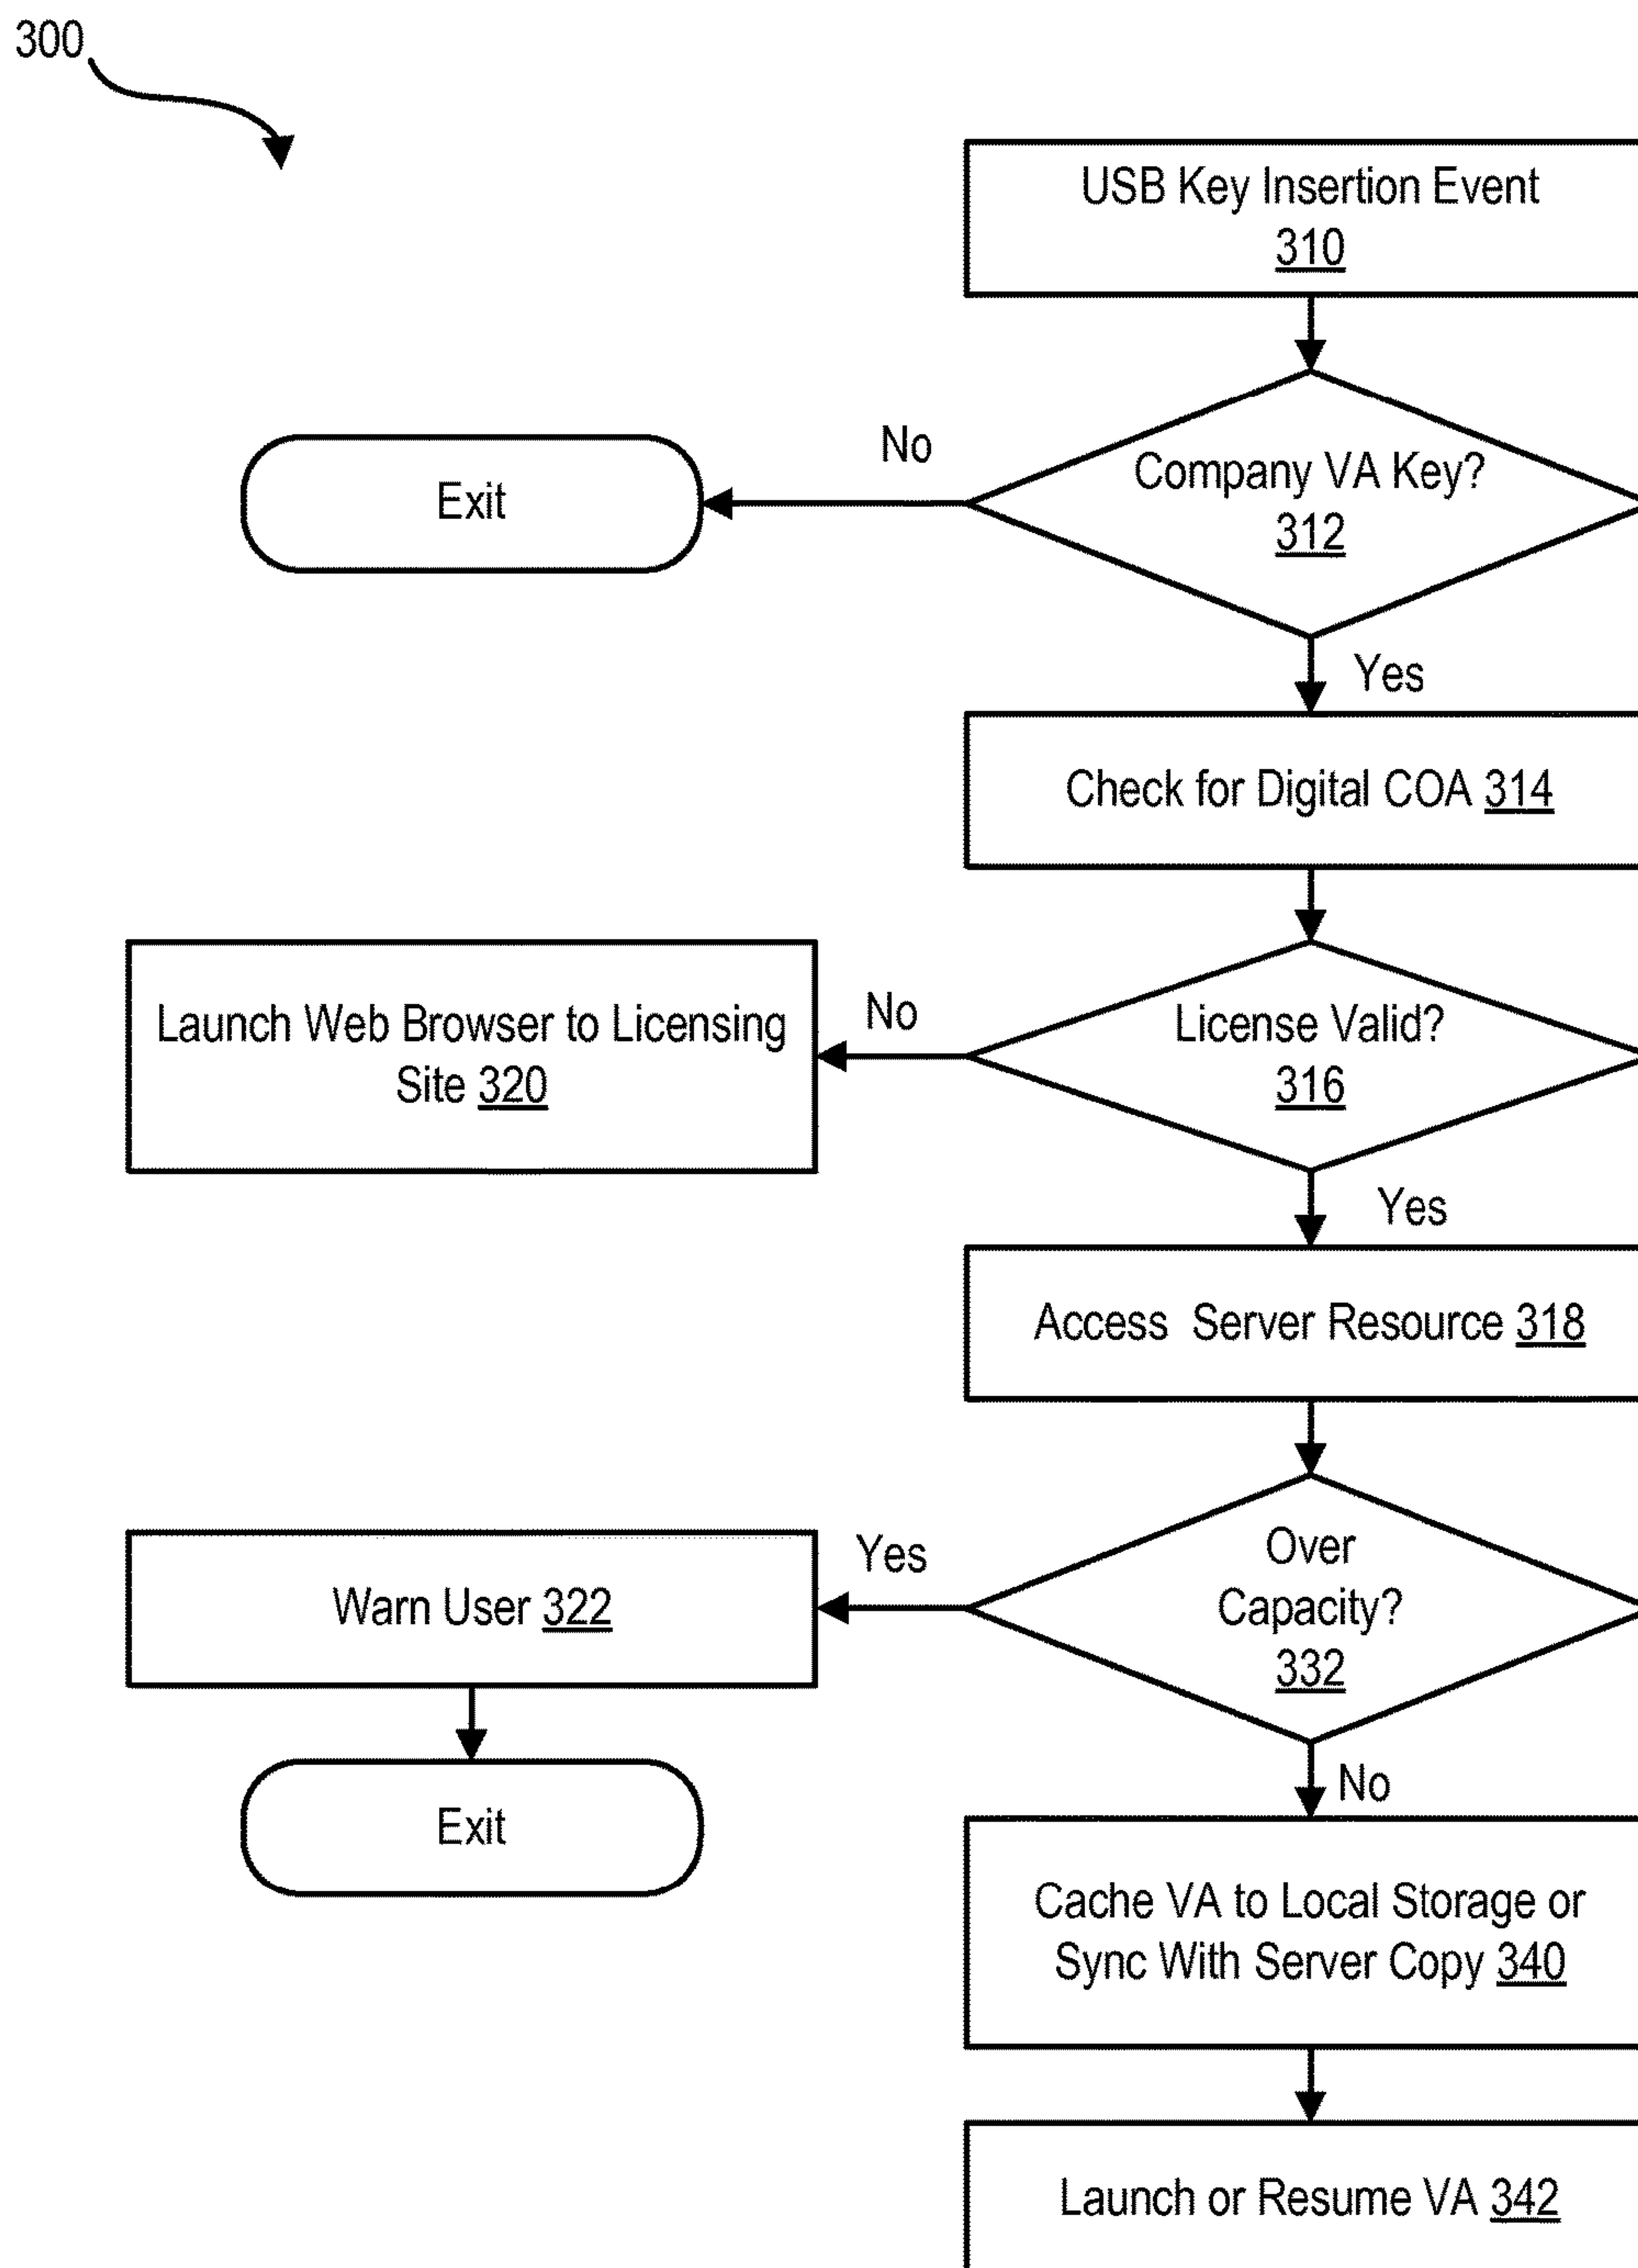 300
USB Key Insertion Event
310
No
Company VA Key?
312
Exit
Yes
Check for Digital COA 314
No
License Valid?
316
Launch Web Browser to Licensing
Site 320
Yes
Access Server Resource 318
Yes
Over
Capacity?
332
Warn User 322
No
Exit
Cache VA to Local Storage or
Sync With Server Copy 340
Launch or Resume VA 342